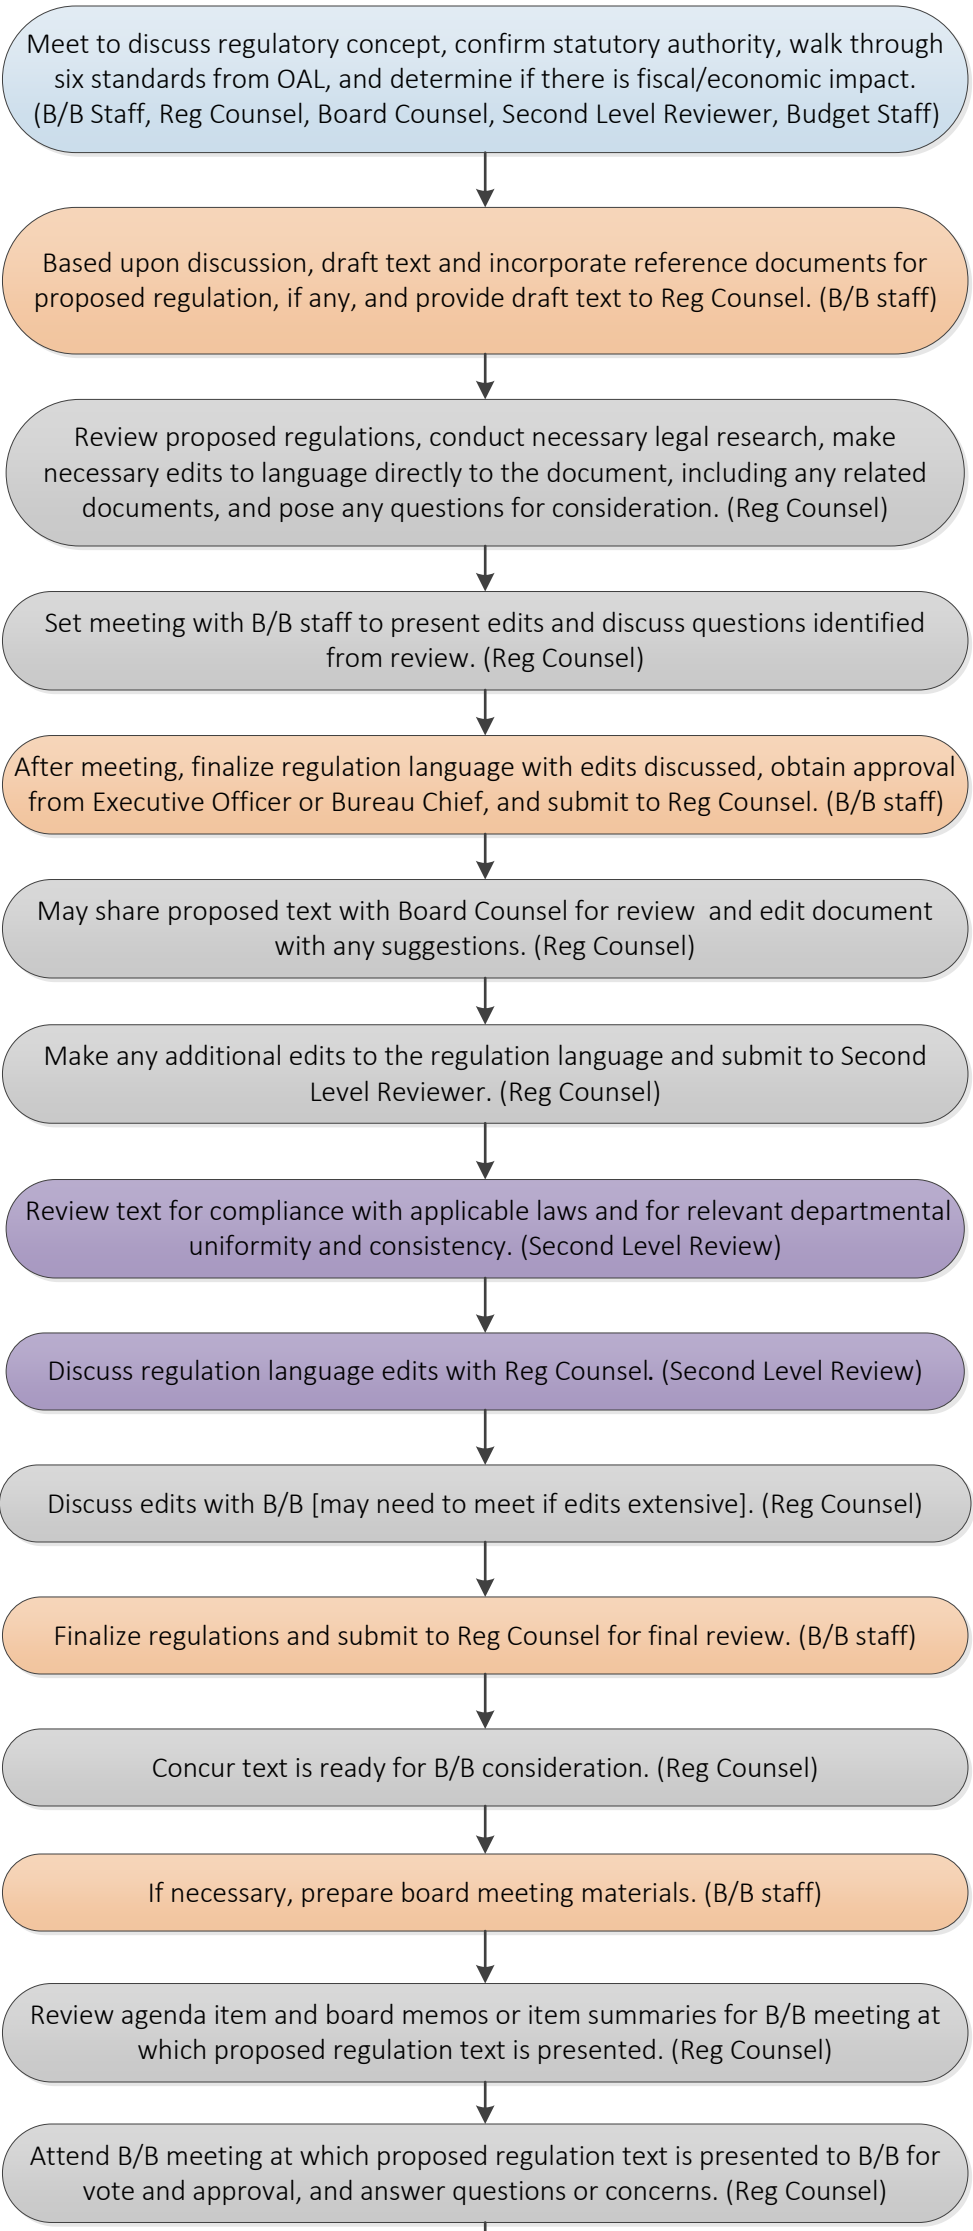 Meet to discuss regulatory concept, confirm statutory authority, walk through
six standards from OAL, and determine if there is fiscal/economic impact.
(B/B Staff, Reg Counsel, Board Counsel, Second Level Reviewer, Budget Staff)
Based upon discussion, draft text and incorporate reference documents for
proposed regulation, if any, and provide draft text to Reg Counsel. (B/B staff)
Review proposed regulations, conduct necessary legal research, make
necessary edits to language directly to the document, including any related
documents, and pose any questions for consideration. (Reg Counsel)
Set meeting with B/B staff to present edits and discuss questions identified
from review. (Reg Counsel)
After meeting, finalize regulation language with edits discussed, obtain approval
from Executive Officer or Bureau Chief, and submit to Reg Counsel. (B/B staff)
May share proposed text with Board Counsel for review  and edit document
with any suggestions. (Reg Counsel)
Make any additional edits to the regulation language and submit to Second
Level Reviewer. (Reg Counsel)
Review text for compliance with applicable laws and for relevant departmental
uniformity and consistency. (Second Level Review)
Discuss regulation language edits with Reg Counsel. (Second Level Review)
Discuss edits with B/B [may need to meet if edits extensive]. (Reg Counsel)
Finalize regulations and submit to Reg Counsel for final review. (B/B staff)
Concur text is ready for B/B consideration. (Reg Counsel)
If necessary, prepare board meeting materials. (B/B staff)
Review agenda item and board memos or item summaries for B/B meeting at
which proposed regulation text is presented. (Reg Counsel)
Attend B/B meeting at which proposed regulation text is presented to B/B for
vote and approval, and answer questions or concerns. (Reg Counsel)